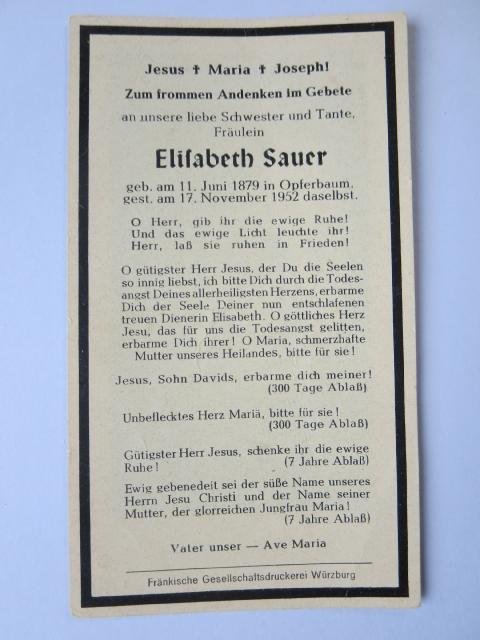 Jesus ✝ Maria ✝ Joseph!
Zum frommen Andenken im Gebete
an unsere liebe Schwester und Tante,
Fräulein
Elisabeth Sauer
geb. am 11. Juni 1879 in Opferbaum,
gest. am 17. November 1952 daselbst.
O Herr, gib ihr die ewige Ruhe!
Und das ewige Licht leuchte ihr!
Herr, laß sie ruhen in Frieden!
O gütigster Herr Jesus, der Du die Seelen
so innig liebst, ich bitte Dich durch die Todes-
angst Deines allerheiligsten Herzens, erbarme
Dich der Seele Deiner nun entschlafenen
treuen Dienerin Elisabeth. O göttliches Herz
Jesu, das für uns die Todesangst gelitten,
erbarme Dich ihrer! O Maria, schmerzhafte
Mutter unseres Heilandes, bitte für sie!
Jesus, Sohn Davids, erbarme dich meiner!
(300 Tage Ablaß)
Unbeflecktes Herz Mariä, bitte für sie!
(300 Tage Ablaß)
Gütigster Herr Jesus, schenke ihr die ewige
Ruhe! (7 Jahre Ablaß)
Ewig gebenedeit sei der süße Name unseres
Herrn Jesu Christi und der Name seiner
Mutter, der glorreichen Jungfrau Maria!
(7 Jahre Ablaß)
Vater unser — Ave Maria
Fränkische Gesellschaftsdruckerei Würzburg